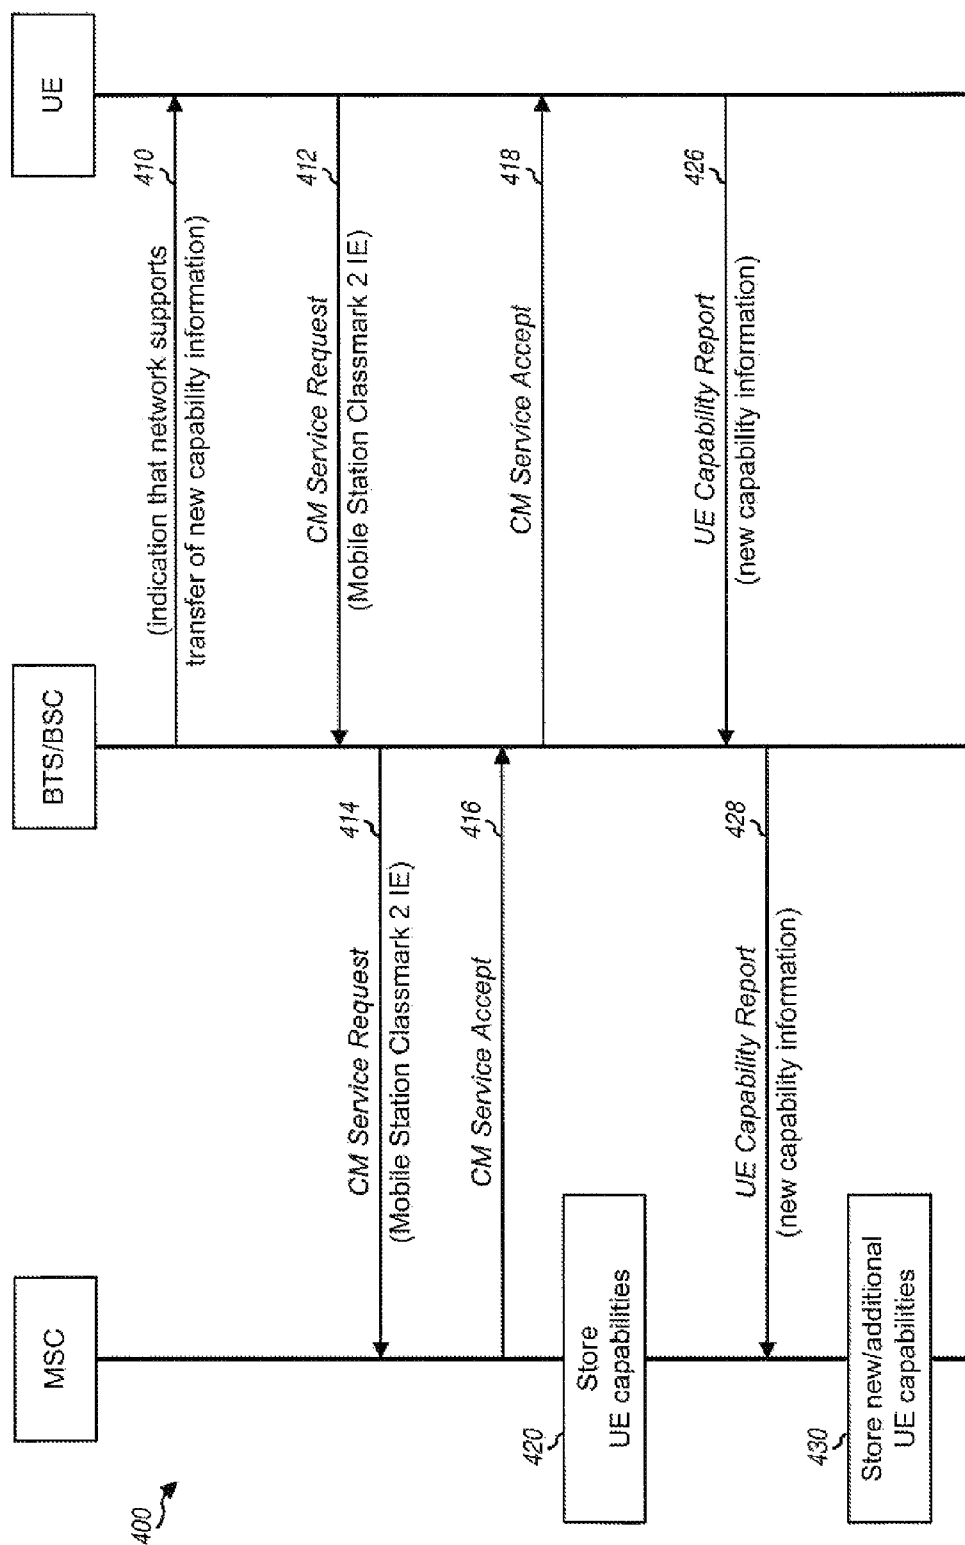 400
MSC
BTS/BSC
UE
(indication that network supports
transfer of new capability information)
410
CM Service Request
(Mobile Station Classmark 2 IE)
412
CM Service Request
(Mobile Station Classmark 2 IE)
414
CM Service Accept
416
CM Service Accept
418
Store
UE capabilities
420
UE Capability Report
(new capability information)
426
UE Capability Report
(new capability information)
428
Store new/additional
UE capabilities
430